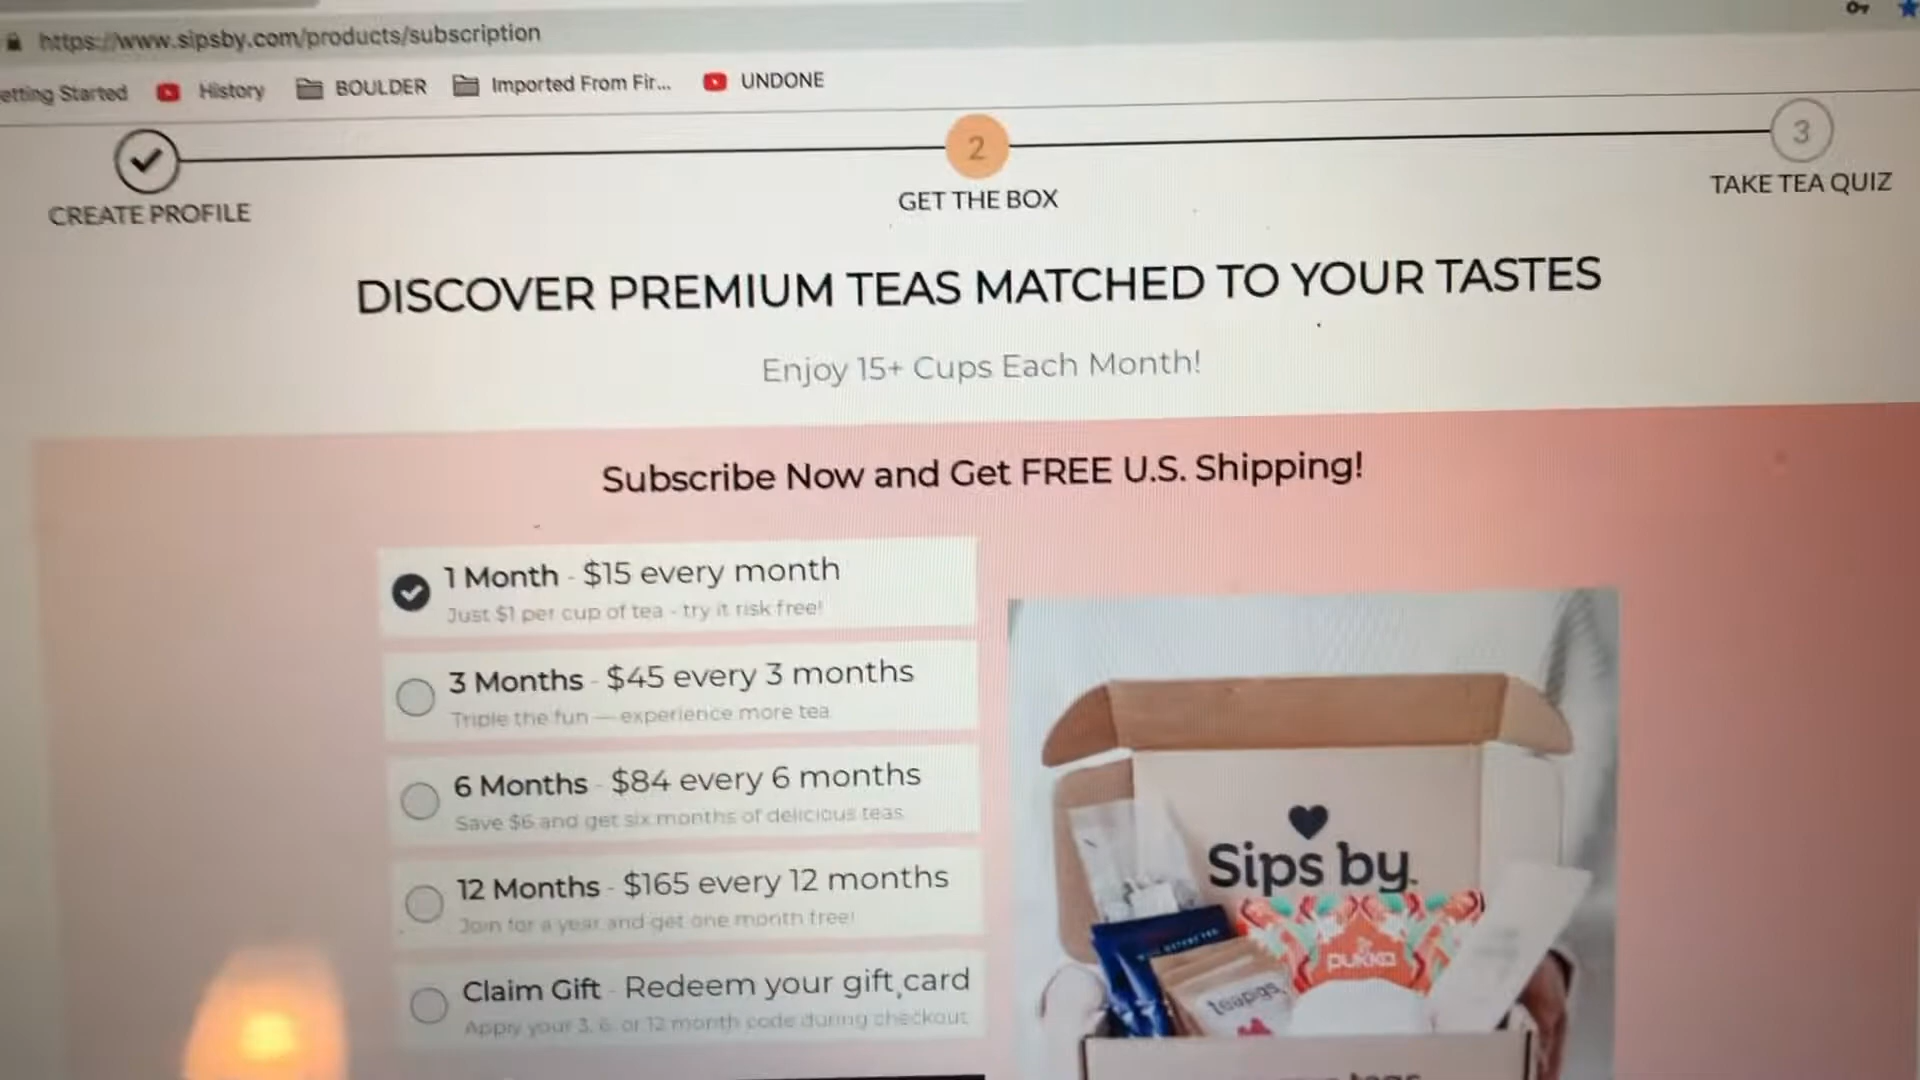 https://www.sipsby.com/products/subscription
etting Started History BOULDER Imported From Fir... UNDONE
2
3
CREATE PROFILE GET THE BOX TAKE TEA QUIZ
DISCOVER PREMIUM TEAS MATCHED TO YOUR TASTES
Enjoy 15+ Cups Each Month!
Subscribe Now and Get FREE U.S. Shipping!
1 Month - $15 every month
Just $1 per cup of tea - try it risk free!
3 Months - $45 every 3 months
Triple the fun — experience more tea
6 Months - $84 every 6 months
Save $6 and get six months of delicious teas
12 Months - $165 every 12 months
Join for a year and get one month free!
Claim Gift - Redeem your gift card
Apply your 3, 6, or 12 month code during checkout
Sips by.
pukka
teapigs.